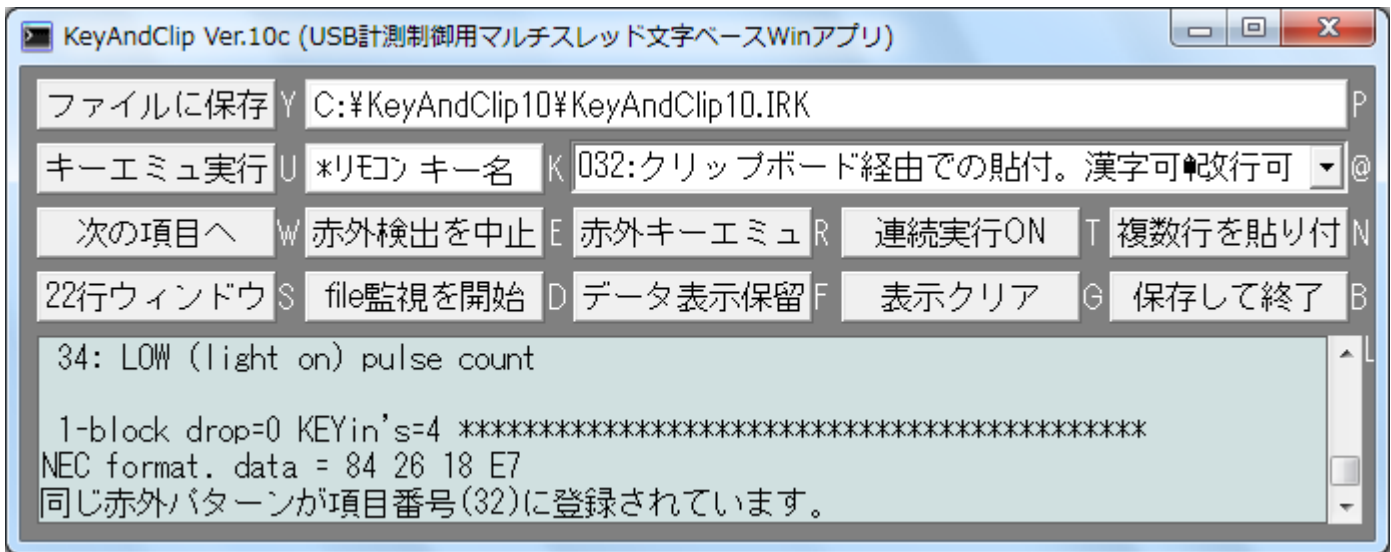 KeyAndClip Ver.10c (USB計測制御用マルチスレッド文字ベースWinアプリ)
ファイルに保存 Y C:¥KeyAndClip10¥KeyAndClip10.IRK P
キーエミュ実行 U *ﾘﾓｺﾝ キー名 K 032:クリップボード経由での貼付。漢字可 改行可 @
次の項目へ W 赤外検出を中止 E 赤外キーエミュ R 連続実行ON T 複数行を貼り付 N
22行ウィンドウ S file監視を開始 D データ表示保留 F 表示クリア G 保存して終了 B
34: LOW (light on) pulse count L
1-block drop=0 KEYin's=4 *******************************************
NEC format. data = 84 26 18 E7
同じ赤外パターンが項目番号(32)に登録されています。